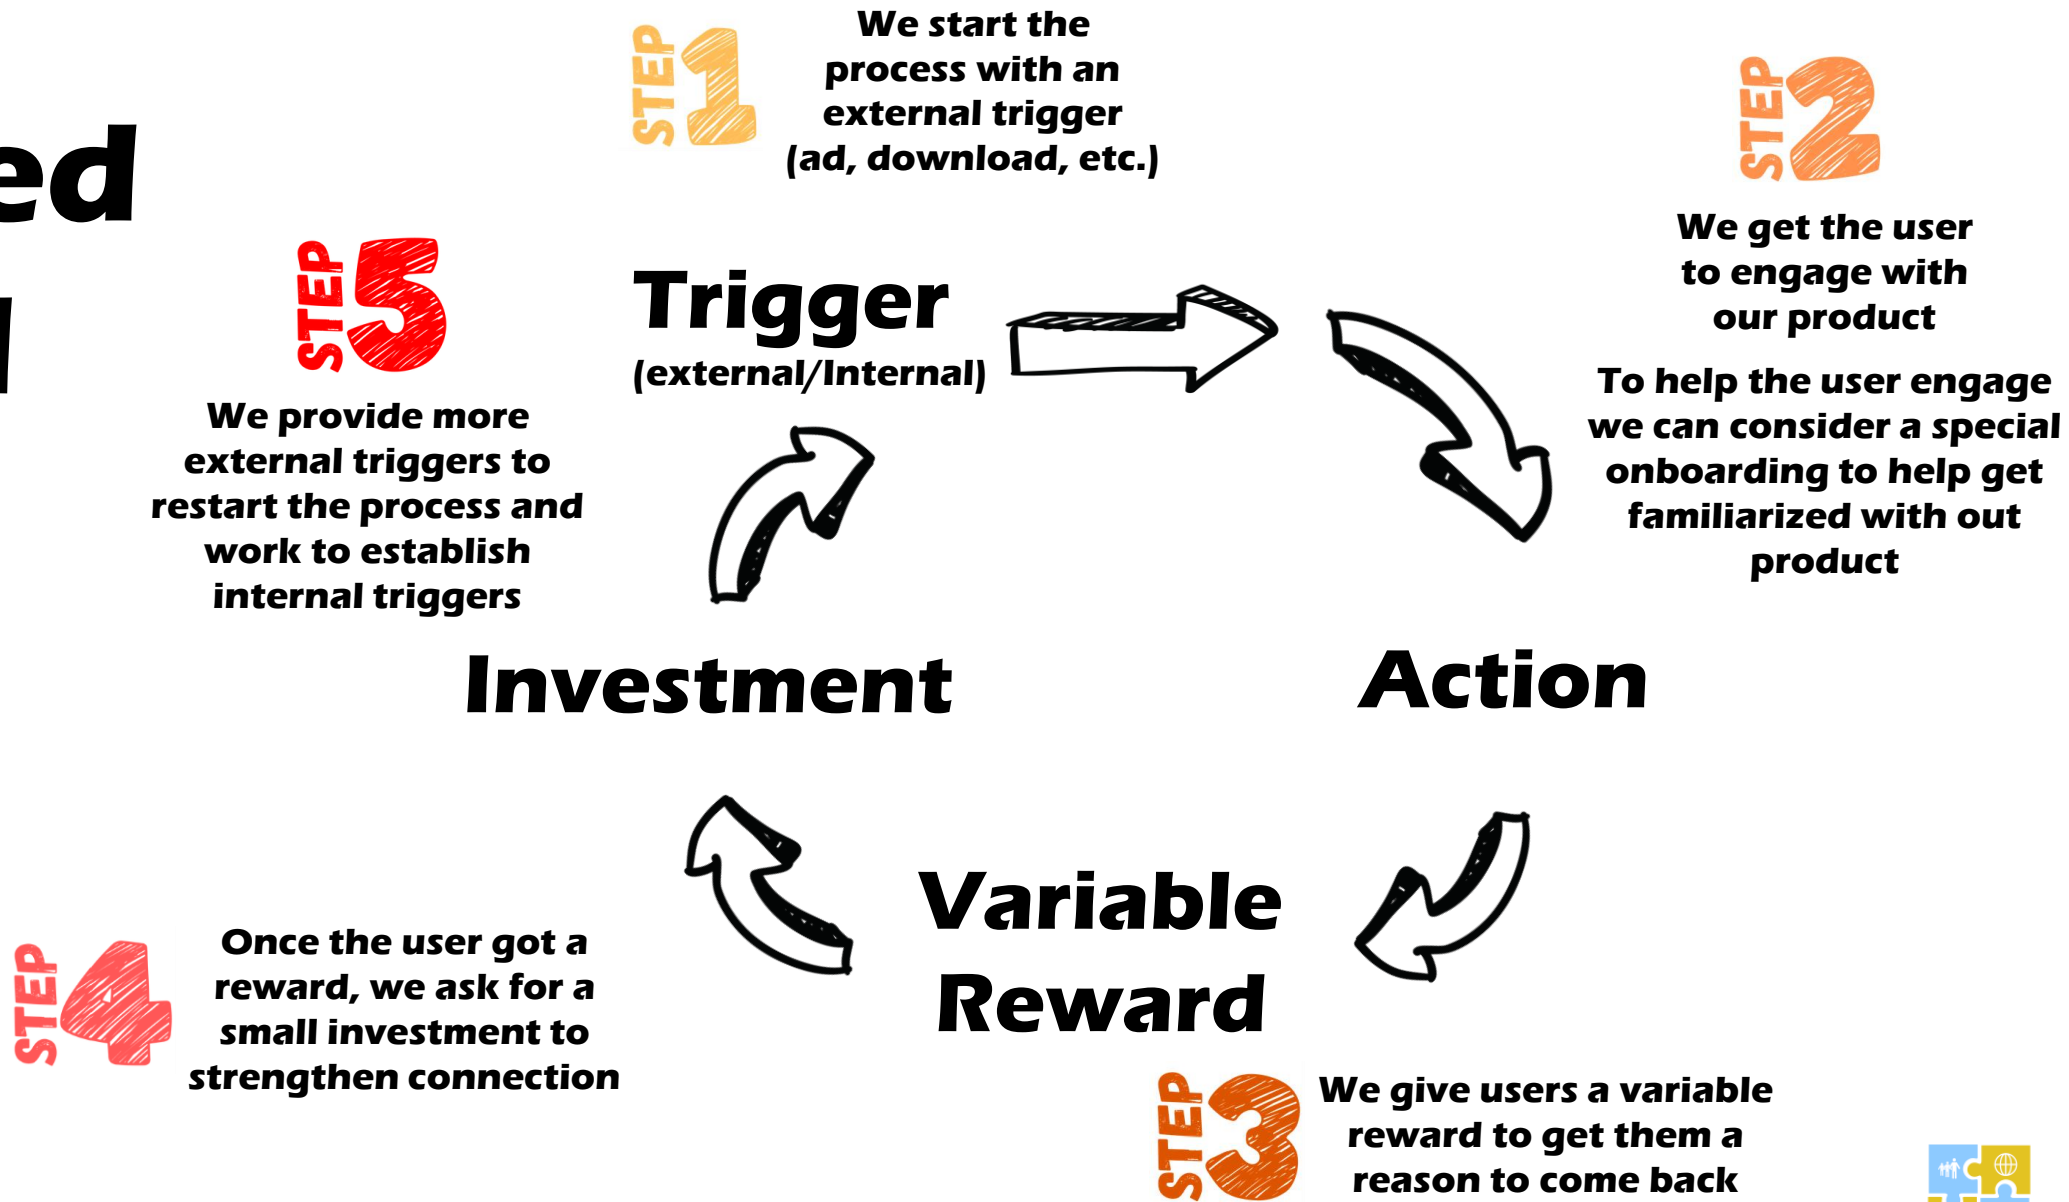 STEP 1
We start the
process with an
external trigger
(ad, download, etc.)
STEP 2
We get the user
to engage with
our product
To help the user engage
we can consider a special
onboarding to help get
familiarized with out
product
ed
STEP 5
We provide more
external triggers to
restart the process and
work to establish
internal triggers
Trigger
(external/Internal)
Investment
Action
Variable
Reward
STEP 4
Once the user got a
reward, we ask for a
small investment to
strengthen connection
STEP 3
We give users a variable
reward to get them a
reason to come back